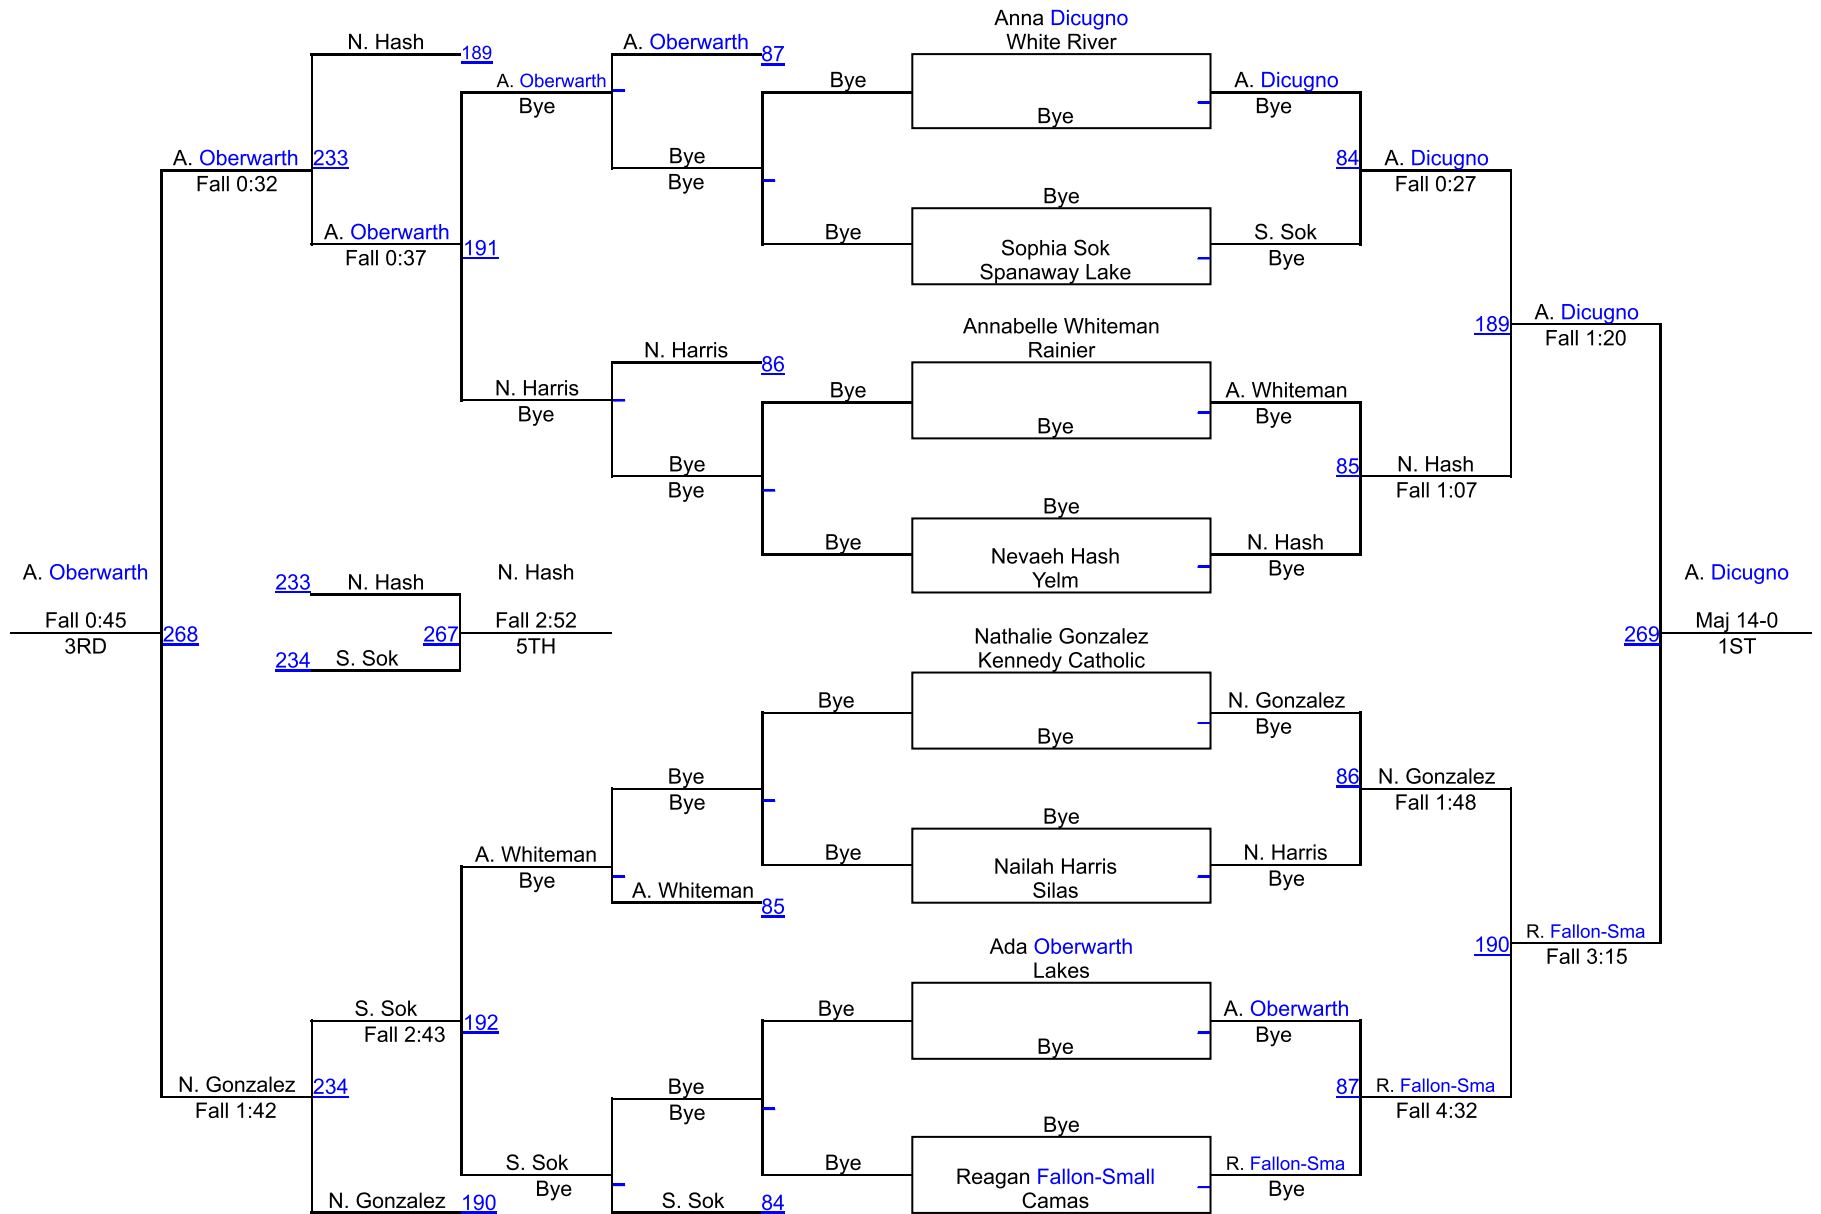 Anna Dicugno
White River
N. Hash
189
A. Oberwarth
87
A. Oberwarth
Bye
Bye
A. Dicugno
Bye
Bye
Bye
Bye
A. Oberwarth
233
Fall 0:32
84
A. Dicugno
Fall 0:27
Bye
A. Oberwarth
191
Fall 0:37
Bye
Sophia Sok
Spanaway Lake
S. Sok
Bye
Annabelle Whiteman
Rainier
189
A. Dicugno
Fall 1:20
N. Harris
86
N. Harris
Bye
Bye
A. Whiteman
Bye
Bye
Bye
Bye
85
N. Hash
Fall 1:07
Bye
Bye
Nevaeh Hash
Yelm
N. Hash
Bye
A. Oberwarth
Fall 0:45
3RD
268
233
N. Hash
234
S. Sok
267
N. Hash
Fall 2:52
5TH
Nathalie Gonzalez
Kennedy Catholic
269
A. Dicugno
Maj 14-0
1ST
Bye
Bye
N. Gonzalez
Bye
Bye
Bye
86
N. Gonzalez
Fall 1:48
Bye
A. Whiteman
Bye
Bye
Nailah Harris
Silas
N. Harris
Bye
A. Whiteman
85
Ada Oberwarth
Lakes
190
R. Fallon-Sma
Fall 3:15
S. Sok
192
Fall 2:43
Bye
Bye
A. Oberwarth
Bye
N. Gonzalez
234
Fall 1:42
Bye
Bye
87
R. Fallon-Sma
Fall 4:32
Bye
S. Sok
Bye
Bye
Reagan Fallon-Small
Camas
R. Fallon-Sma
Bye
N. Gonzalez
190
S. Sok
84